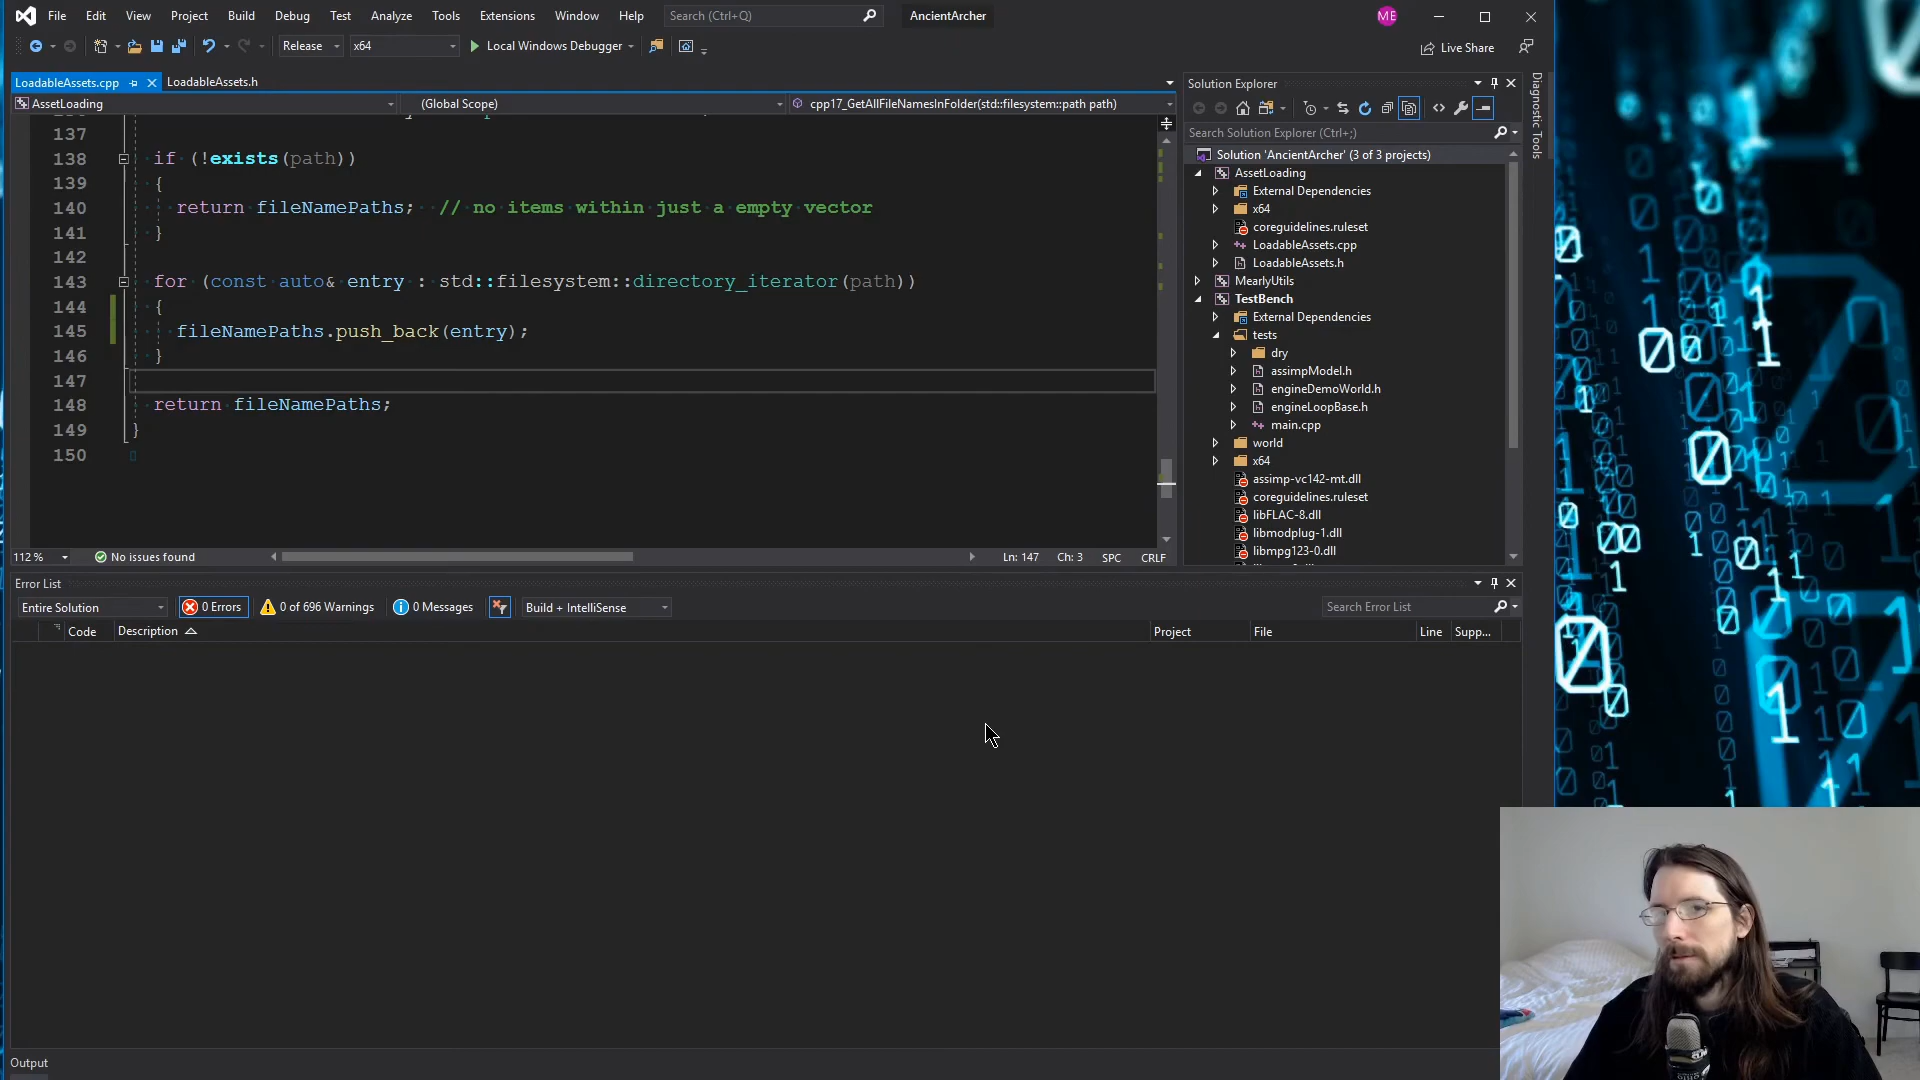 File Edit View Project Build Debug Test Analyze Tools Extensions Window Help Search (Ctrl+Q) AncientArcher ME
Release x64 Local Windows Debugger Live Share
LoadableAssets.cpp LoadableAssets.h
AssetLoading (Global Scope) cpp17_GetAllFileNamesInFolder(std::filesystem::path path)
137
138 if (!exists(path))
139 {
140 return fileNamePaths; // no items within just a empty vector
141 }
142
143 for (const auto& entry : std::filesystem::directory_iterator(path))
144 {
145 fileNamePaths.push_back(entry);
146 }
147
148 return fileNamePaths;
149 }
150
112 % No issues found Ln: 147 Ch: 3 SPC CRLF
Solution Explorer
Search Solution Explorer (Ctrl+;)
Solution 'AncientArcher' (3 of 3 projects)
AssetLoading
External Dependencies
x64
coreguidelines.ruleset
LoadableAssets.cpp
LoadableAssets.h
MearlyUtils
TestBench
External Dependencies
tests
dry
assimpModel.h
engineDemoWorld.h
engineLoopBase.h
main.cpp
world
x64
assimp-vc142-mt.dll
coreguidelines.ruleset
libFLAC-8.dll
libmodplug-1.dll
libmpg123-0.dll
Diagnostic Tools
Error List
Entire Solution 0 Errors 0 of 696 Warnings 0 Messages Build + IntelliSense Search Error List
Code Description Project File Line Supp...
Output